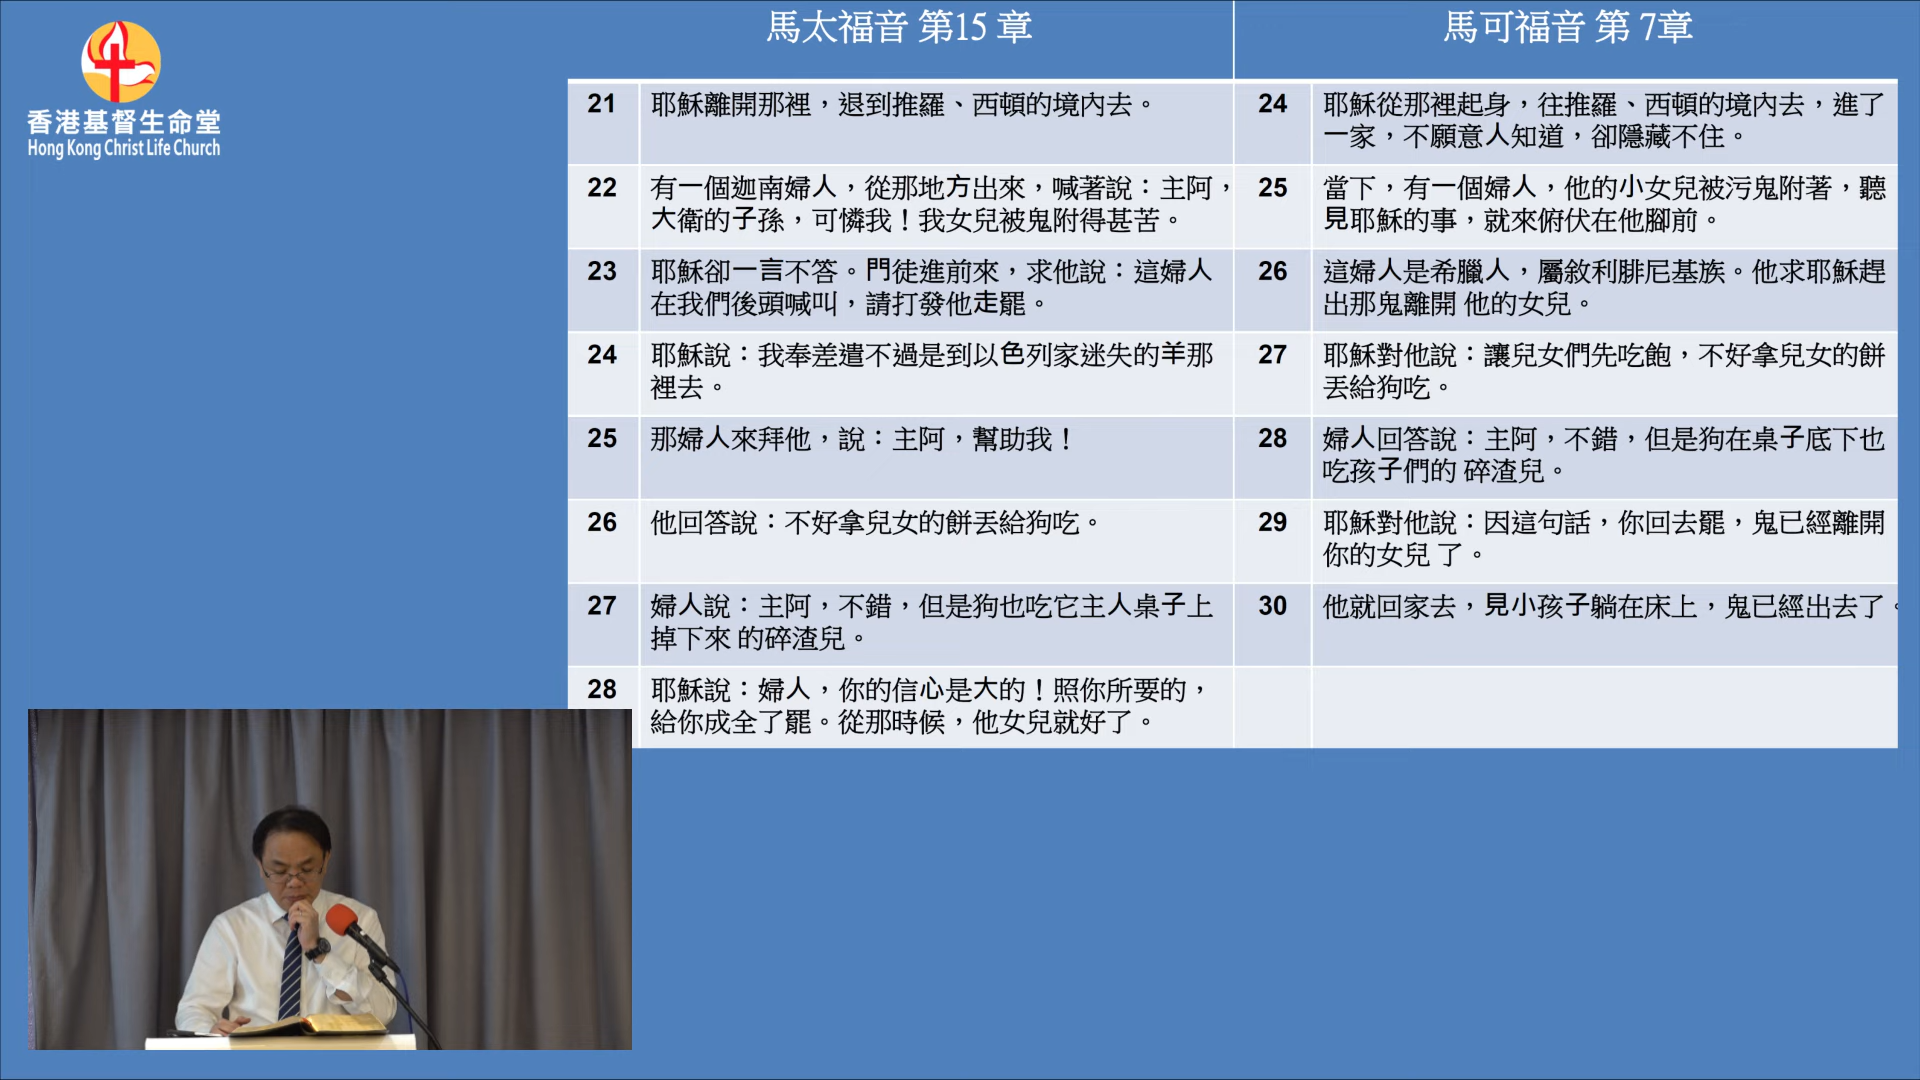 香港基督生命堂
Hong Kong Christ Life Church
馬太福音 第15 章
馬可福音 第 7章
21
耶穌離開那裡，退到推羅、西頓的境內去。
24
耶穌從那裡起身，往推羅、西頓的境內去，進了
一家，不願意人知道，卻隱藏不住。
22
有一個迦南婦人，從那地方出來，喊著說：主阿，
大衛的子孫，可憐我！我女兒被鬼附得甚苦。
25
當下，有一個婦人，他的小女兒被污鬼附著，聽
見耶穌的事，就來俯伏在他腳前。
23
耶穌卻一言不答。門徒進前來，求他說：這婦人
在我們後頭喊叫，請打發他走罷。
26
這婦人是希臘人，屬敘利腓尼基族。他求耶穌趕
出那鬼離開 他的女兒。
24
耶穌說：我奉差遣不過是到以色列家迷失的羊那
裡去。
27
耶穌對他說：讓兒女們先吃飽，不好拿兒女的餅
丟給狗吃。
25
那婦人來拜他，說：主阿，幫助我！
28
婦人回答說：主阿，不錯，但是狗在桌子底下也
吃孩子們的 碎渣兒。
26
他回答說：不好拿兒女的餅丟給狗吃。
29
耶穌對他說：因這句話，你回去罷，鬼已經離開
你的女兒 了。
27
婦人說：主阿，不錯，但是狗也吃它主人桌子上
掉下來 的碎渣兒。
30
他就回家去，見小孩子躺在床上，鬼已經出去了。
28
耶穌說：婦人，你的信心是大的！照你所要的，
給你成全了罷。從那時候，他女兒就好了。